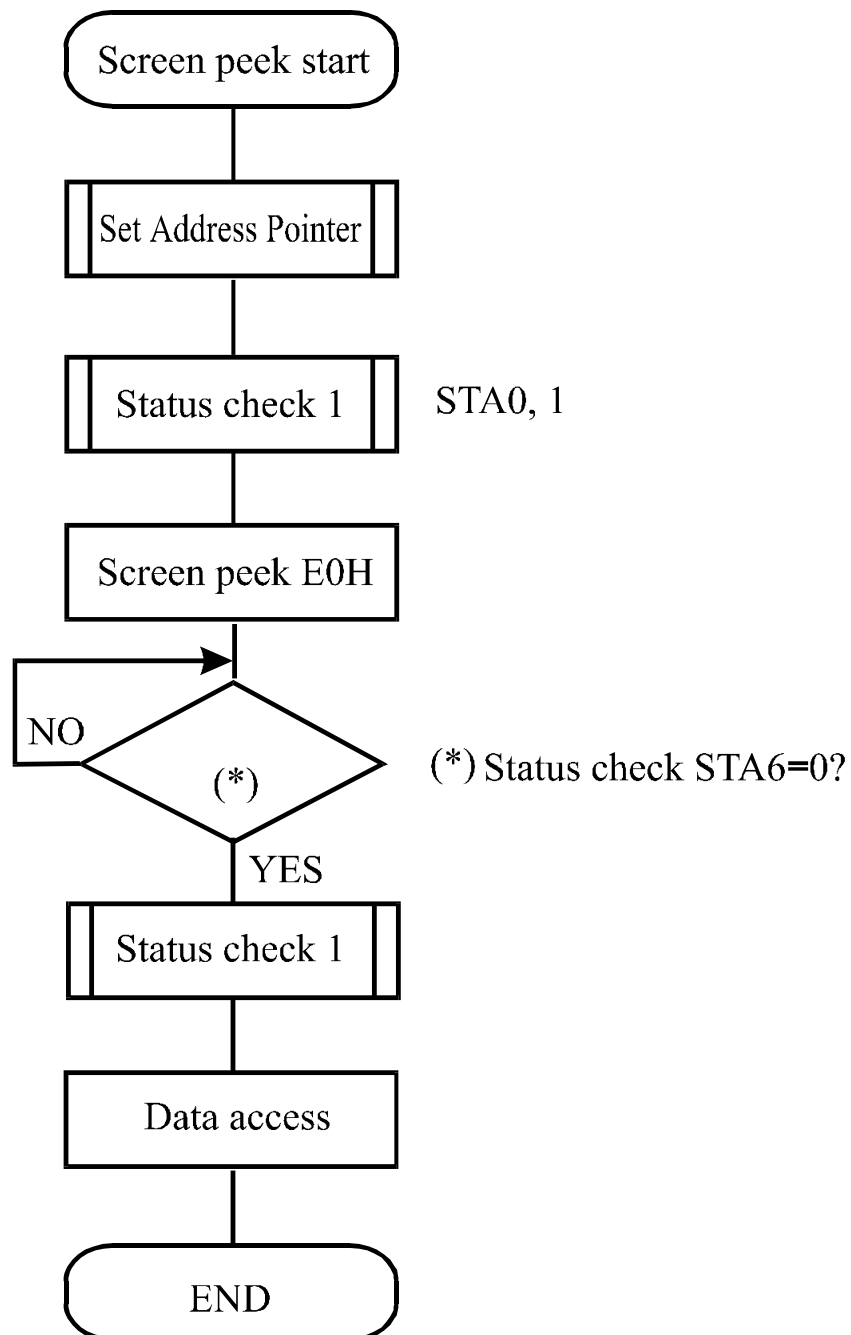 Screen peek start
Set Address Pointer
Status check 1
STA0, 1
Screen peek E0H
NO
(*)
(*) Status check STA6=0?
YES
Status check 1
Data access
END